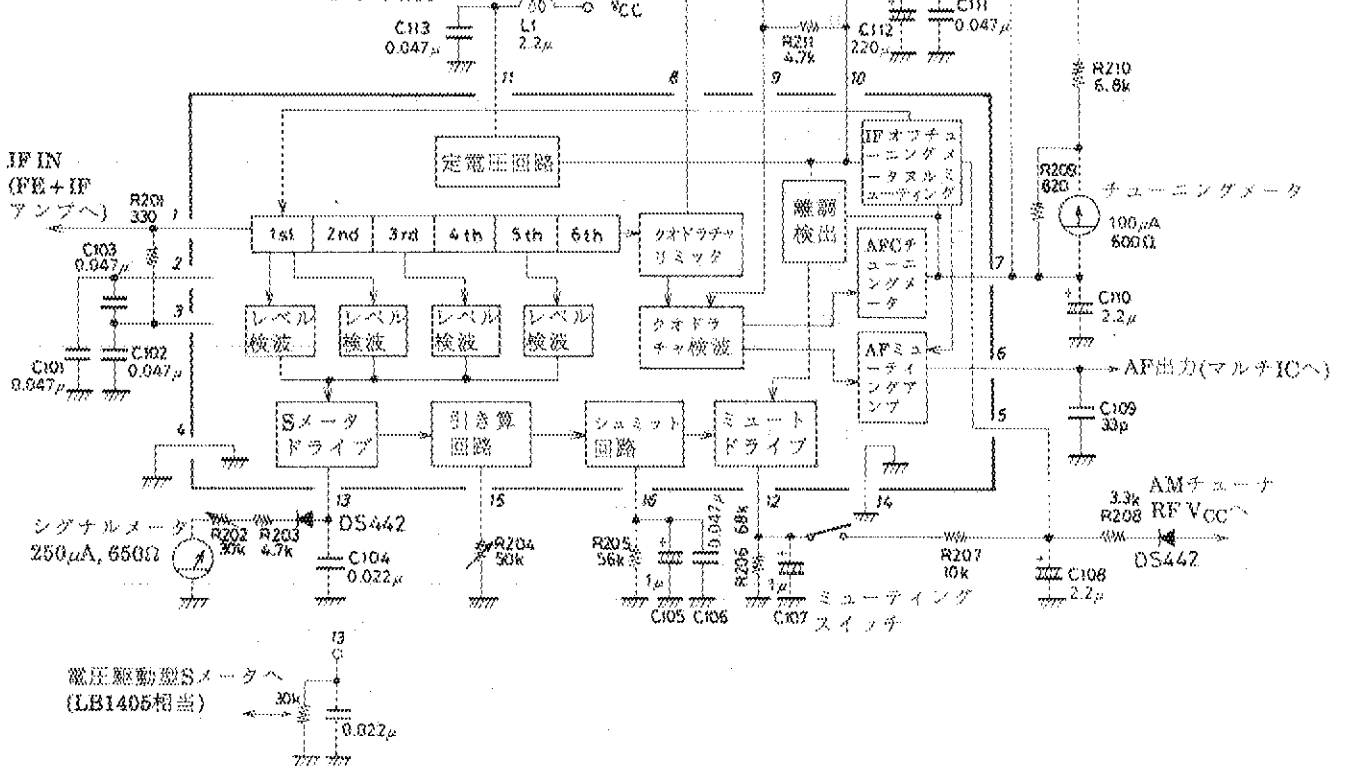 VCC
C113
0.047μ
L1
2.2μ
R211
4.7k
C112
220μ
C111
0.047μ
R210
6.8k
11
8
9
10
IF IN
(FE+IF
アンプへ)
R201
330
1
定電圧回路
IFオフチュ
ーニングメ
ータヌルミ
ューティング
離調
検出
R209
820
チューニングメータ
100μA
600Ω
1st
2nd
3rd
4th
5th
6th
クオドラチャ
リミッタ
AFCチ
ューニ
ングメ
ータ
7
C103
0.047μ
2
3
C101
0.047μ
C102
0.047μ
レベル
検波
レベル
検波
レベル
検波
レベル
検波
クオドラ
チャ検波
AFミュ
ーティ
ングア
ンプ
C110
2.2μ
6
AF出力(マルチICへ)
C109
33p
5
4
Sメータ
ドライブ
引き算
回路
シュミット
回路
ミュート
ドライブ
13
15
16
12
14
シグナルメータ
250μA, 650Ω
R202
30k
R203
4.7k
DS442
C104
0.022μ
R204
50k
R205
56k
1μ
C105
0.047μ
C106
R206
68k
1μ
C107
ミューティング
スイッチ
R207
10k
C108
2.2μ
3.3k
R208
AMチューナ
RF VCCへ
DS442
13
電圧駆動型Sメータへ
(LB1405相当)
30k
0.022μ